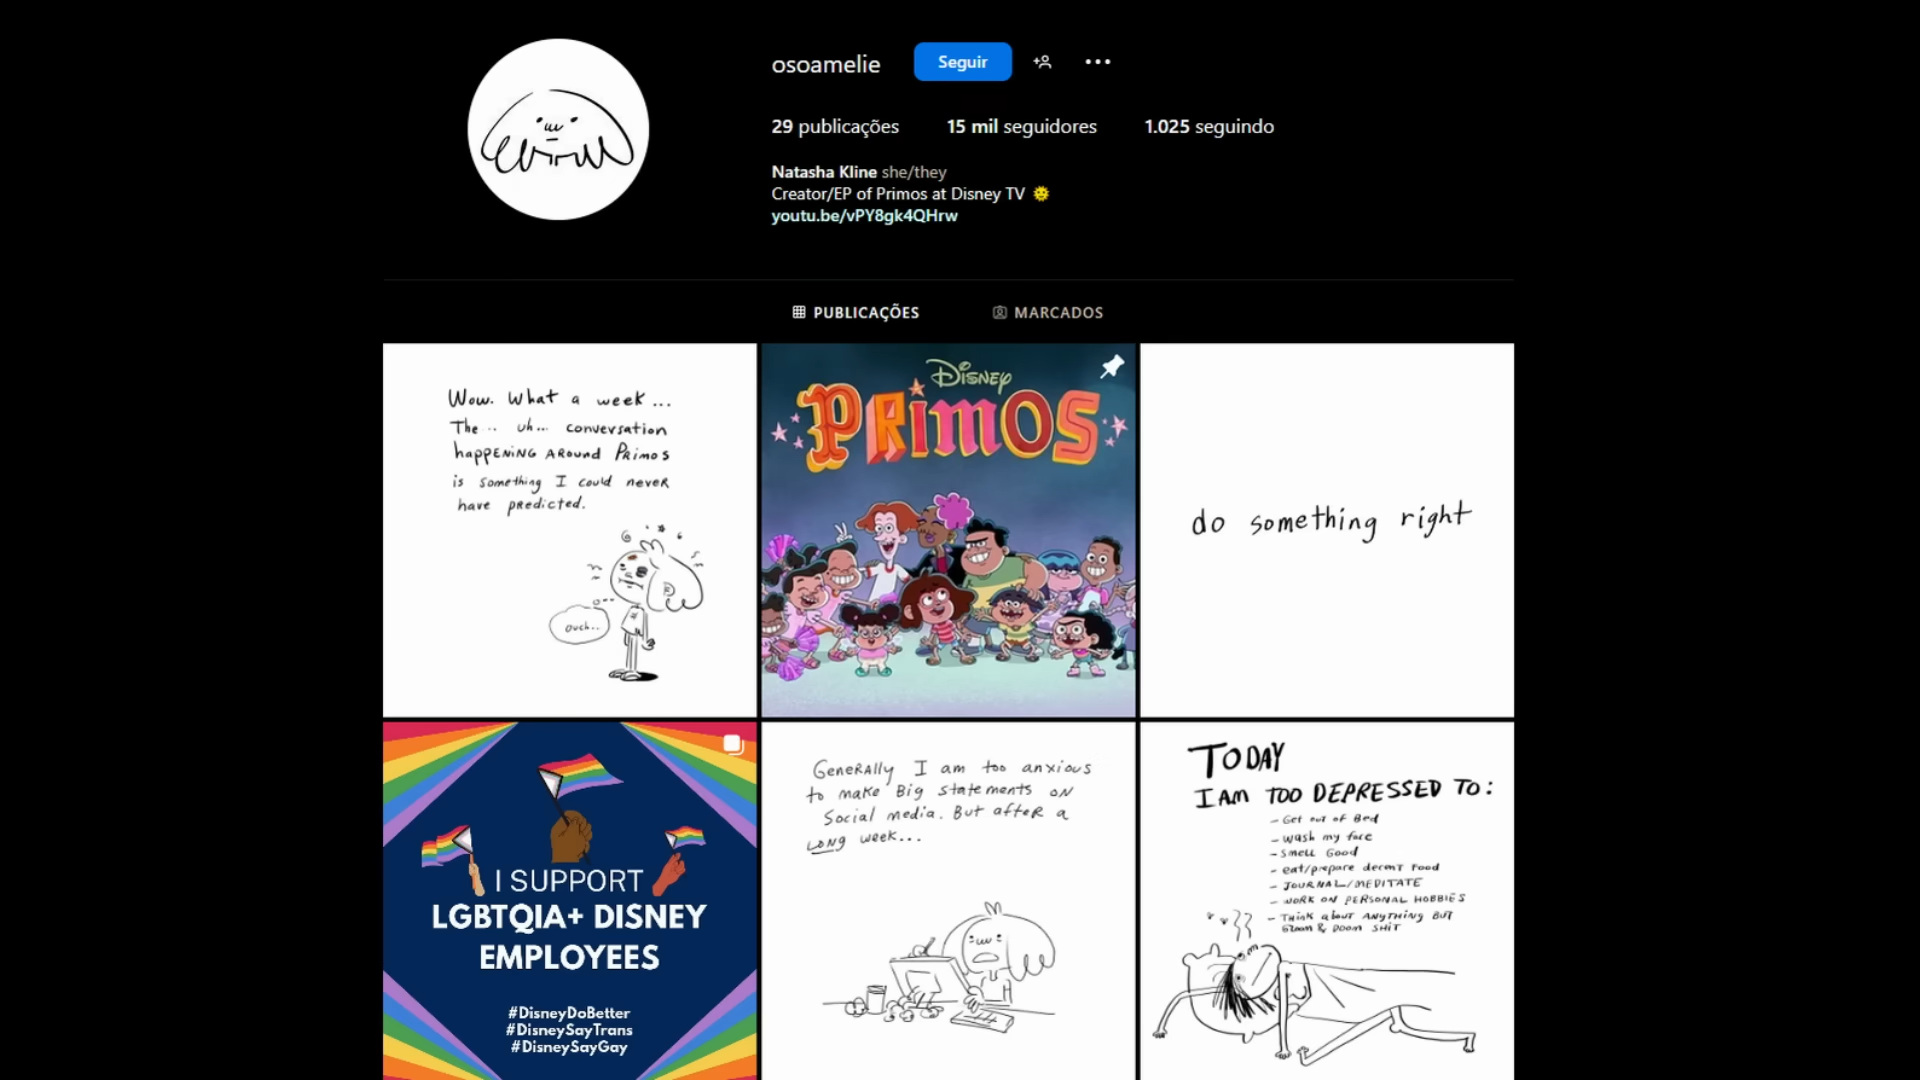 osoamelie
Seguir
29 publicações
15 mil seguidores
1.025 seguindo
Natasha Kline she/they
Creator/EP of Primos at Disney TV
youtu.be/vPY8gk4QHrw
PUBLICAÇÕES
MARCADOS
Wow. What a week...
The... uh... conversation
happENiNG ARound PRimos
is something I could never
have predicted.
ouch...
DISNEY
PRIMOS
do something right
I SUPPORT
LGBTQIA+ DISNEY
EMPLOYEES
#DisneyDoBetter
#DisneySayTrans
#DisneySayGay
Generally I am too anxious
to make Big statements ON
Social media. But after a
LONG week...
TODAY
I AM TOO DEPRESSED TO:
- Get out of Bed
- wash my face
- Smell Good
- eat/prepare decent Food
- JOURNAL/MEDITATE
- WORK ON PERSONAL HOBBIES
- Think about ANYTHING BUT
Gloom & Doom SHIT